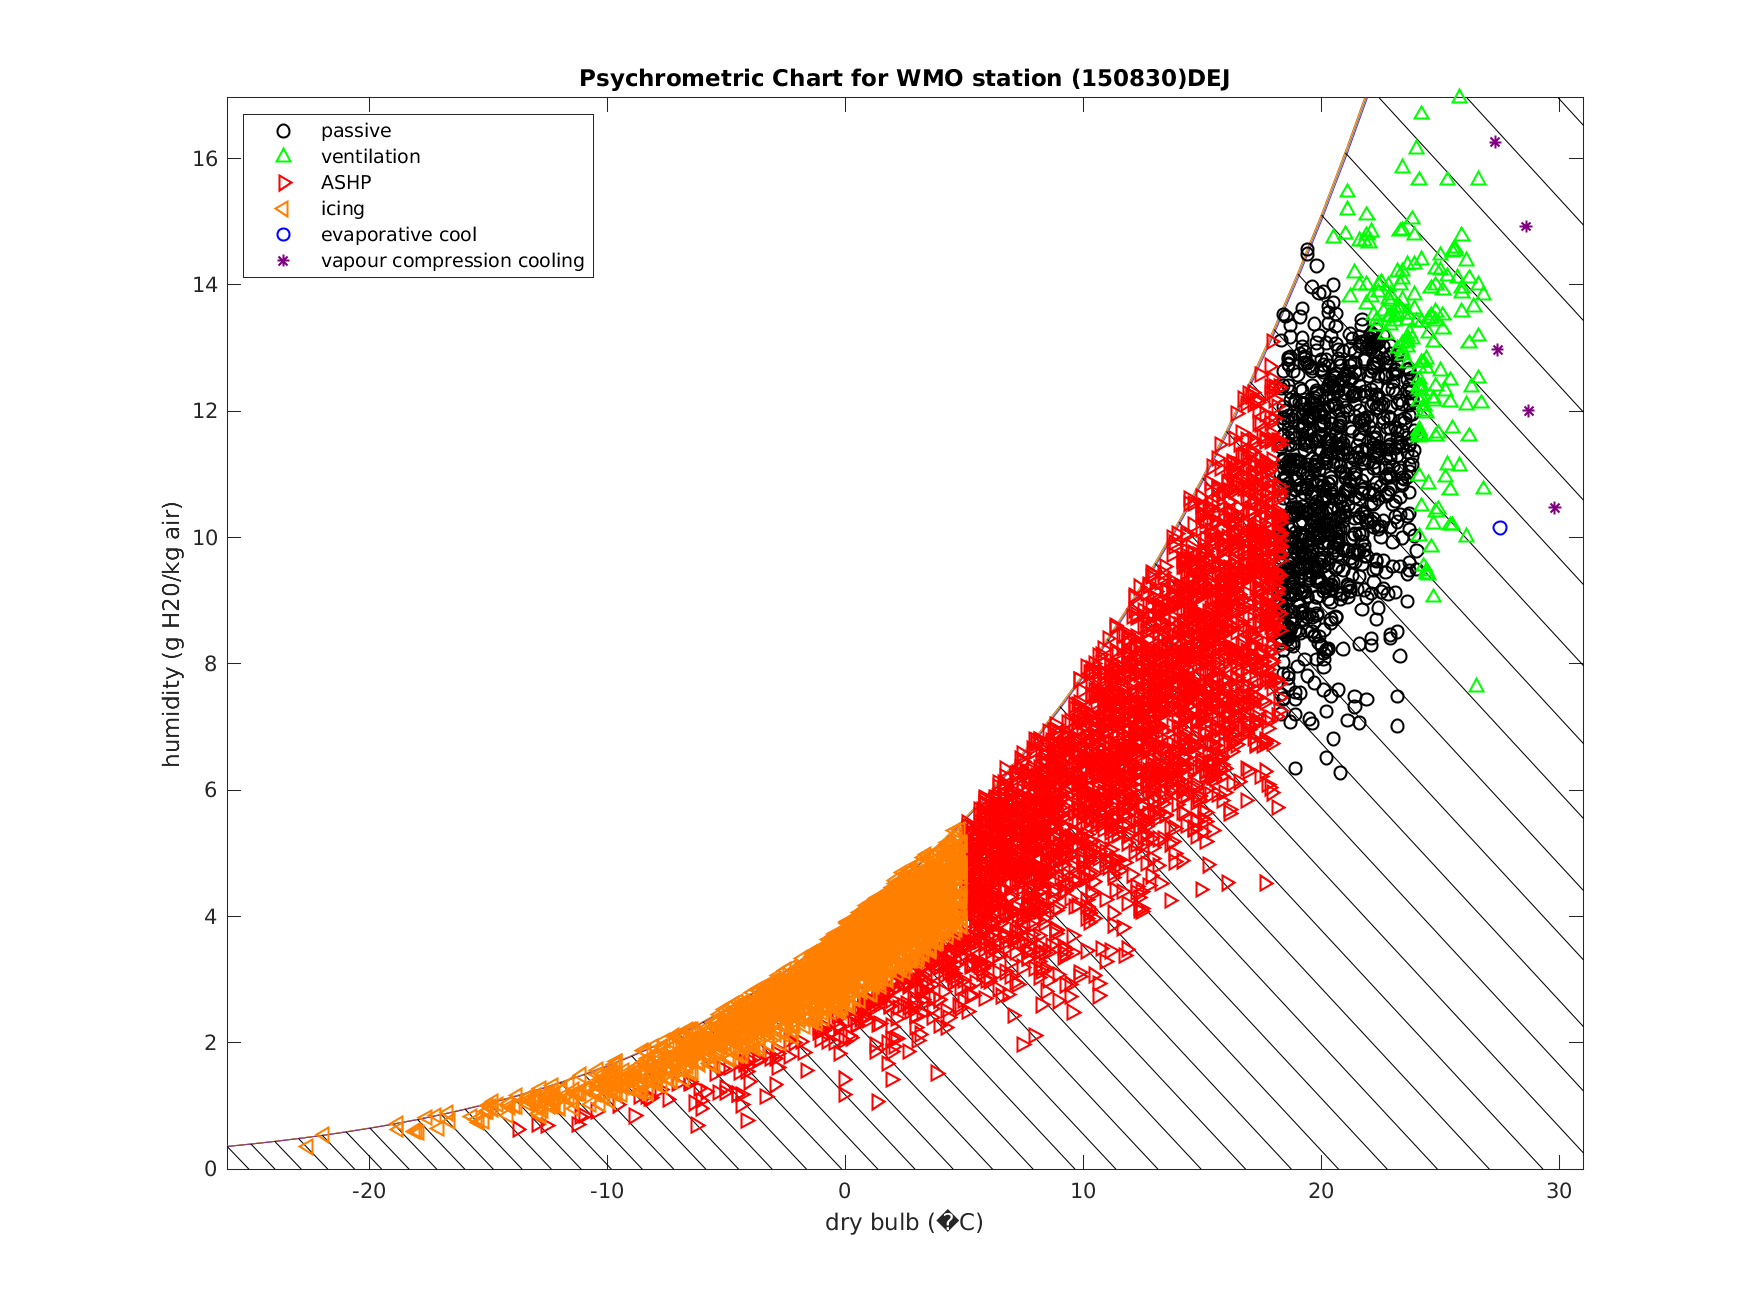 Psychrometric Chart for WMO station (150830)DEJ
passive
ventilation
ASHP
icing
evaporative cool
vapour compression cooling
humidity (g H20/kg air)
16
14
12
10
8
6
4
2
0
-20 -10 0 10 20 30
dry bulb (�C)